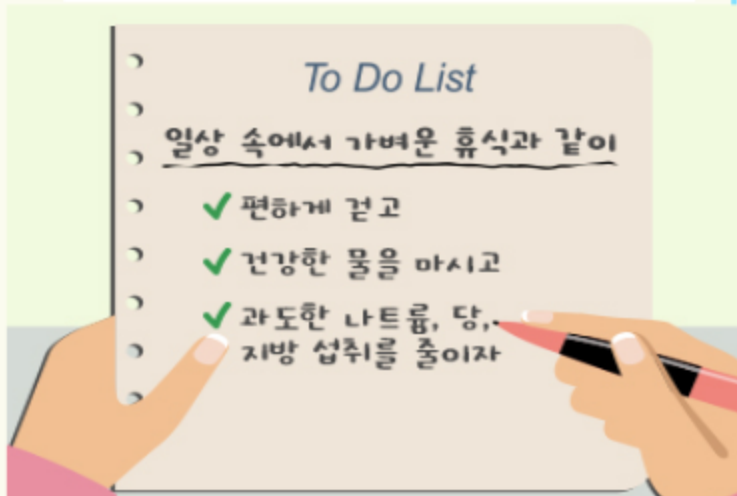 To Do List
일상 속에서 가벼운 휴식과 같이
편하게 걷고
건강한 물을 마시고
과도한 나트륨, 당,
지방 섭취를 줄이자